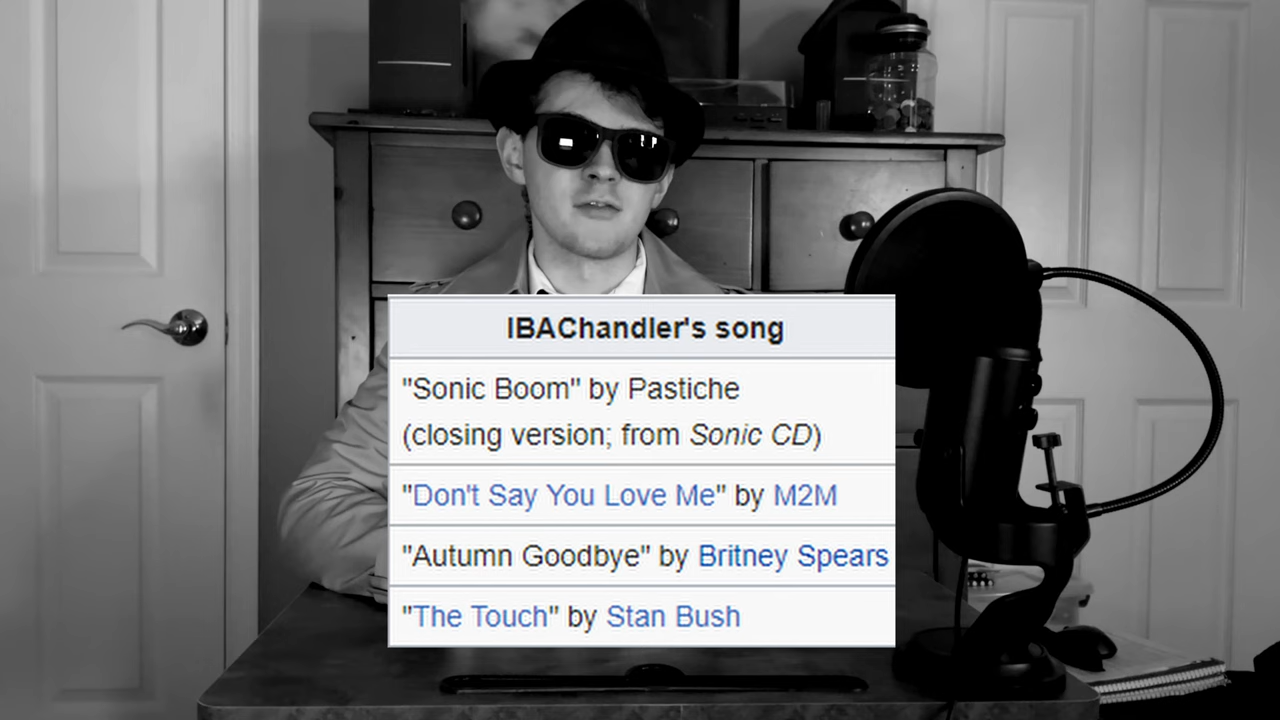 IBAChandler's song
"Sonic Boom" by Pastiche
(closing version; from Sonic CD)
"Don't Say You Love Me" by M2M
"Autumn Goodbye" by Britney Spears
"The Touch" by Stan Bush